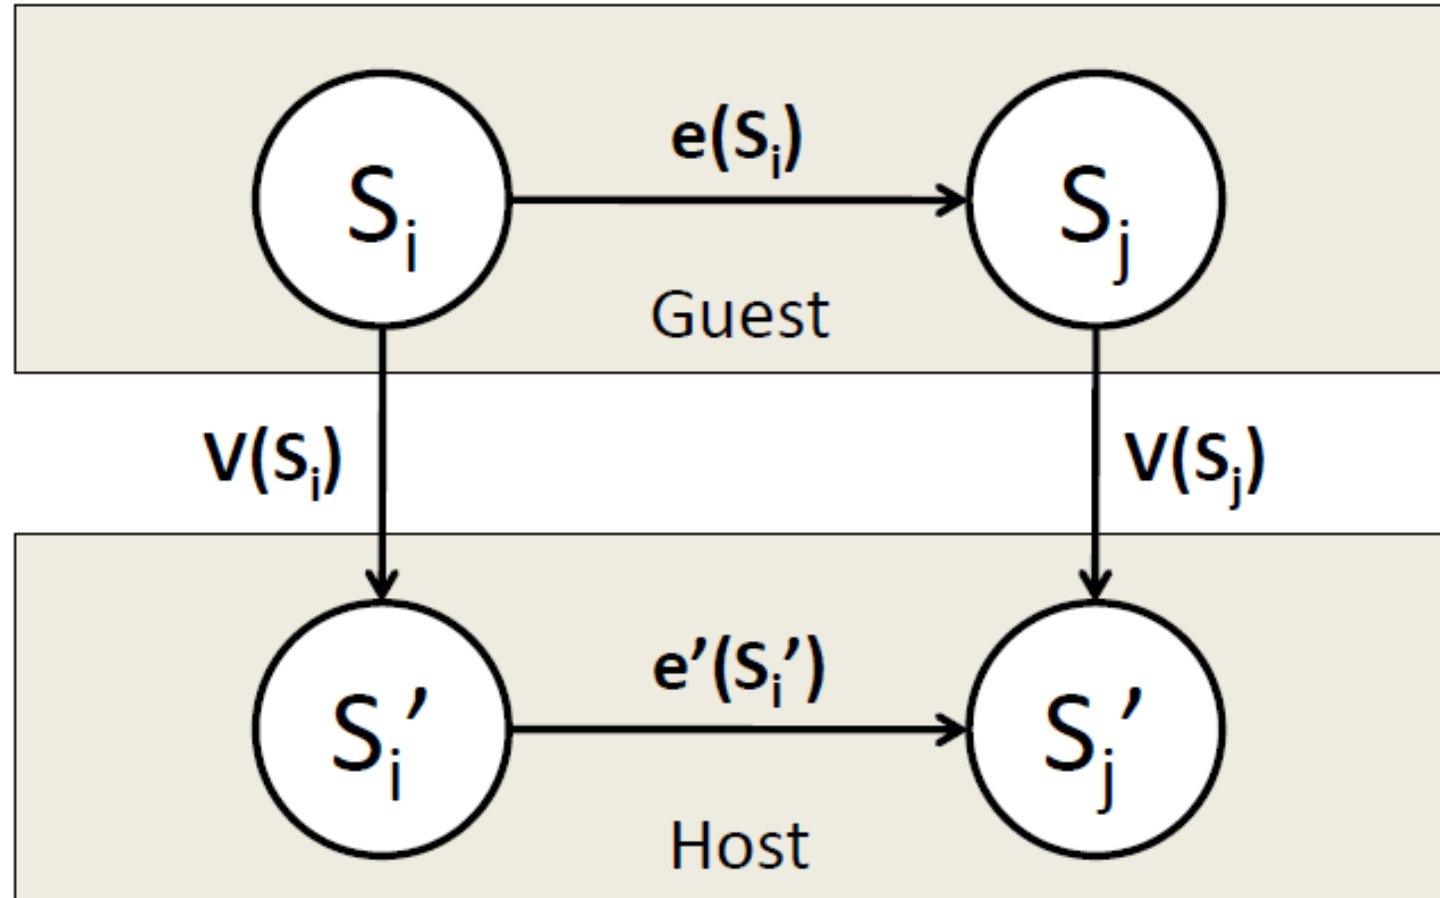 e(Si)
Si
Sj
Guest
V(Si)
V(Sj)
e’(Si’)
Si’
Sj’
Host